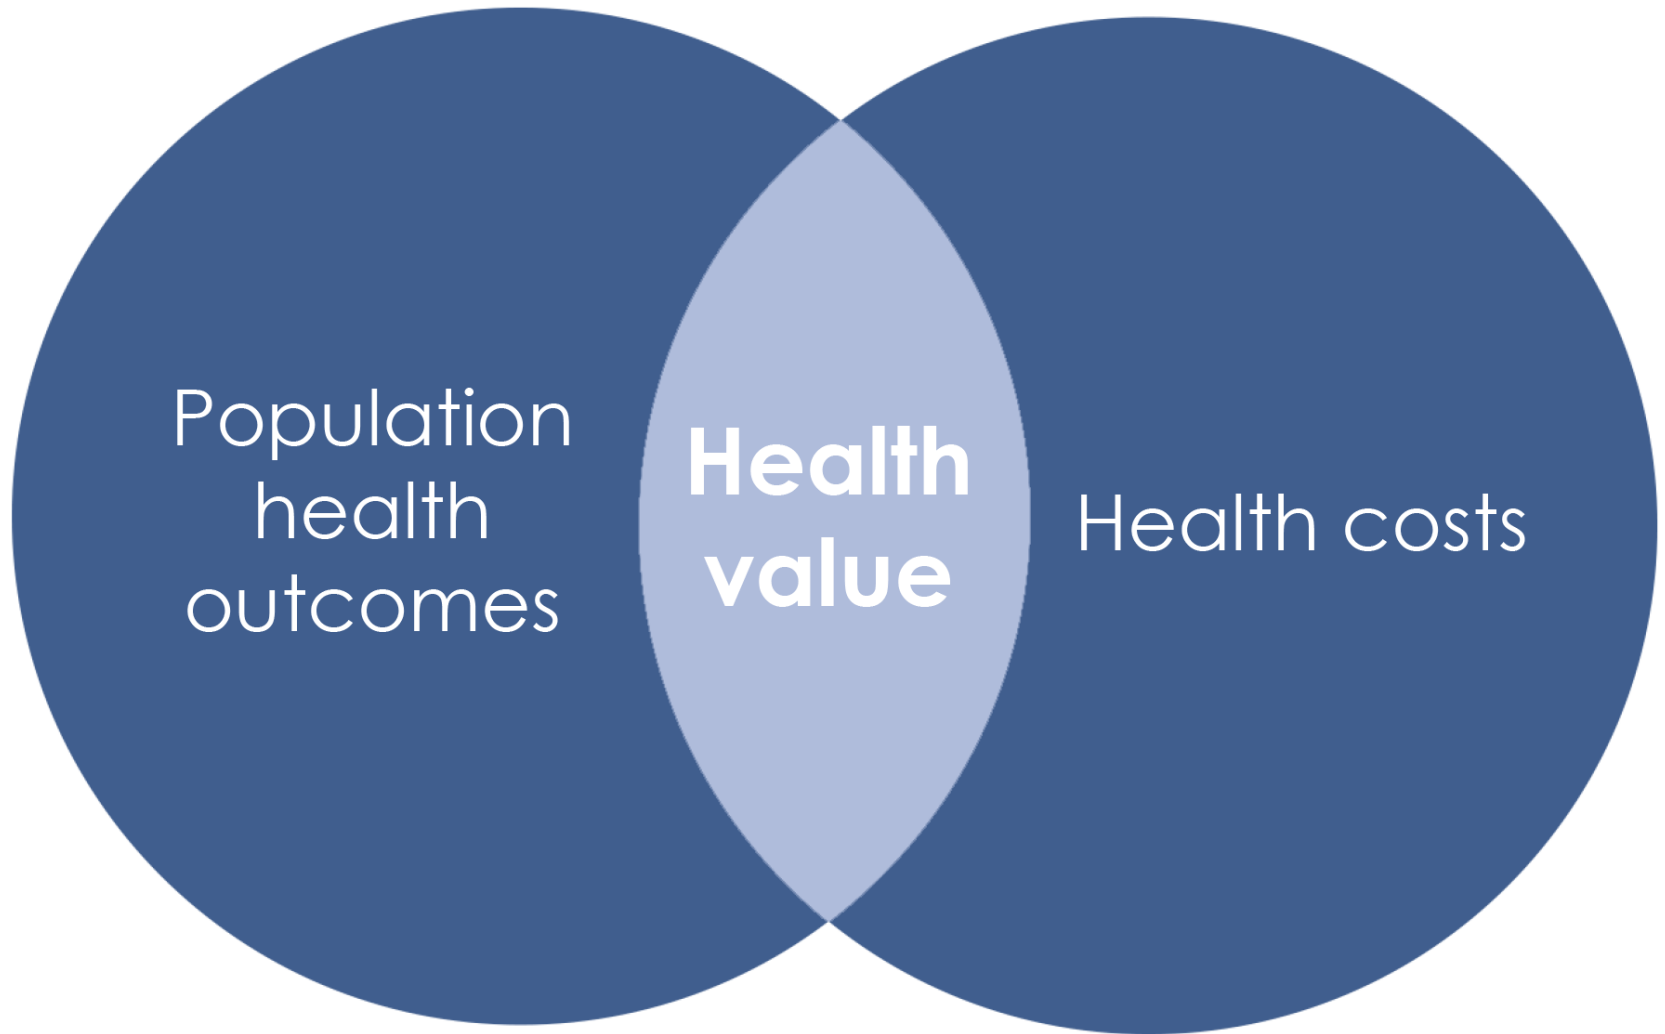 Population
health
outcomes
Health
value
Health costs